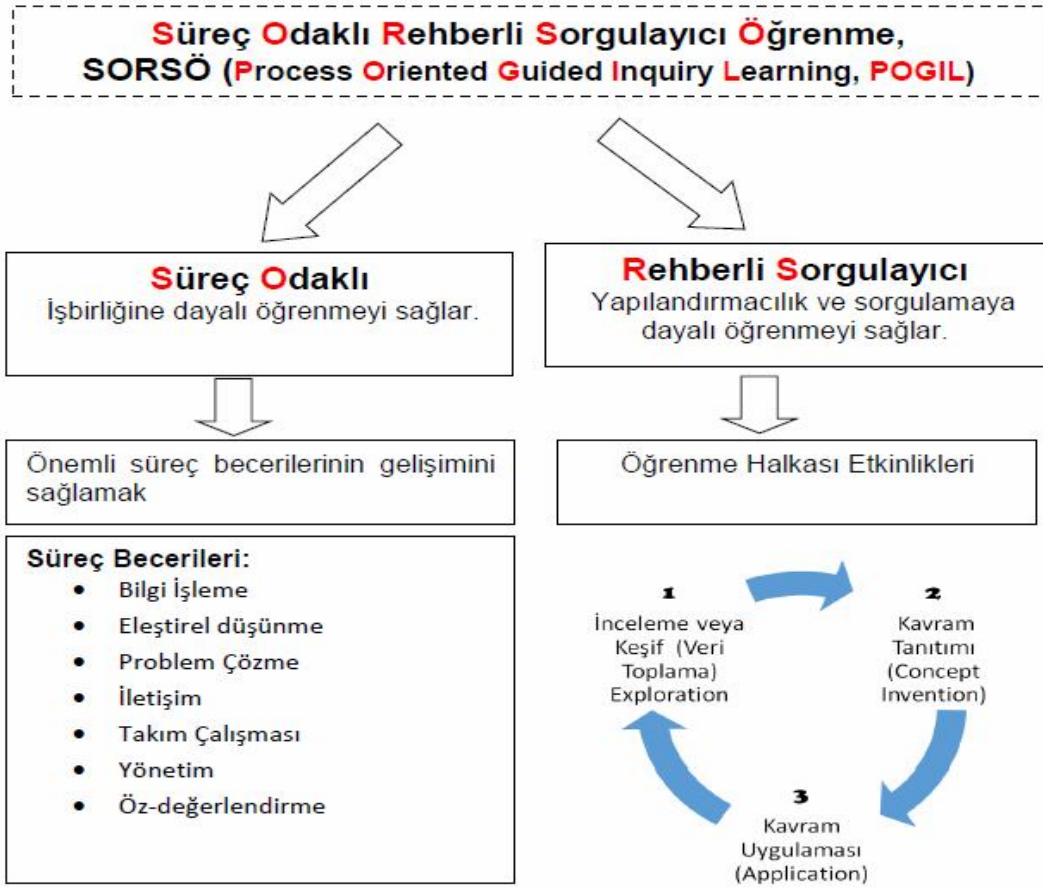 Süreç Odaklı Rehberli Sorgulayıcı Öğrenme,
SORSÖ (Process Oriented Guided Inquiry Learning, POGIL)
Süreç Odaklı
İşbirliğine dayalı öğrenmeyi sağlar.
Rehberli Sorgulayıcı
Yapılandırmacılık ve sorgulamaya
dayalı öğrenmeyi sağlar.
Önemli süreç becerilerinin gelişimini
sağlamak
Öğrenme Halkası Etkinlikleri
Süreç Becerileri:
• Bilgi İşleme
• Eleştirel düşünme
• Problem Çözme
• İletişim
• Takım Çalışması
• Yönetim
• Öz-değerlendirme
1
İnceleme veya
Keşif (Veri
Toplama)
Exploration
2
Kavram
Tanıtımı
(Concept
Invention)
3
Kavram
Uygulaması
(Application)